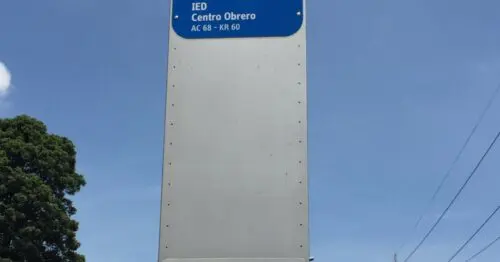 IED
Centro Obrero
AC 68 - KR 60